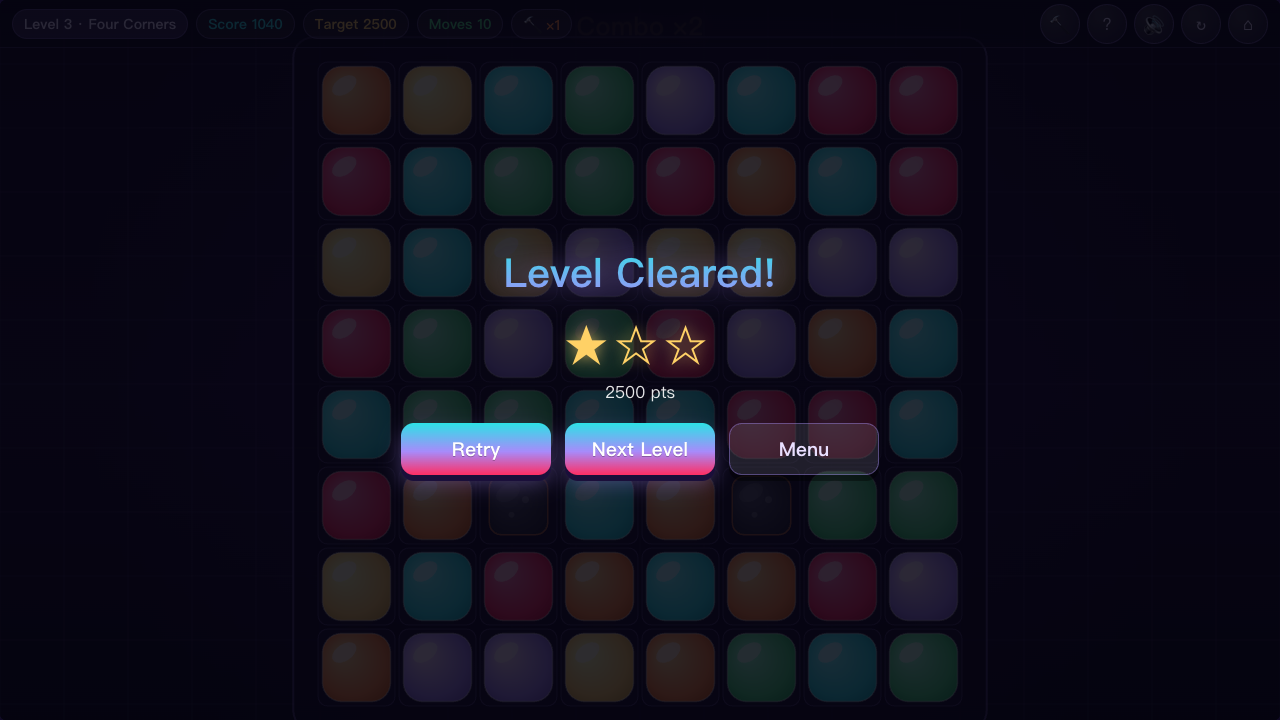 Level 3 · Four Corners
Score 1040
Target 2500
Moves 10
x1
Combo x2
?
Level Cleared!
2500 pts
Retry
Next Level
Menu